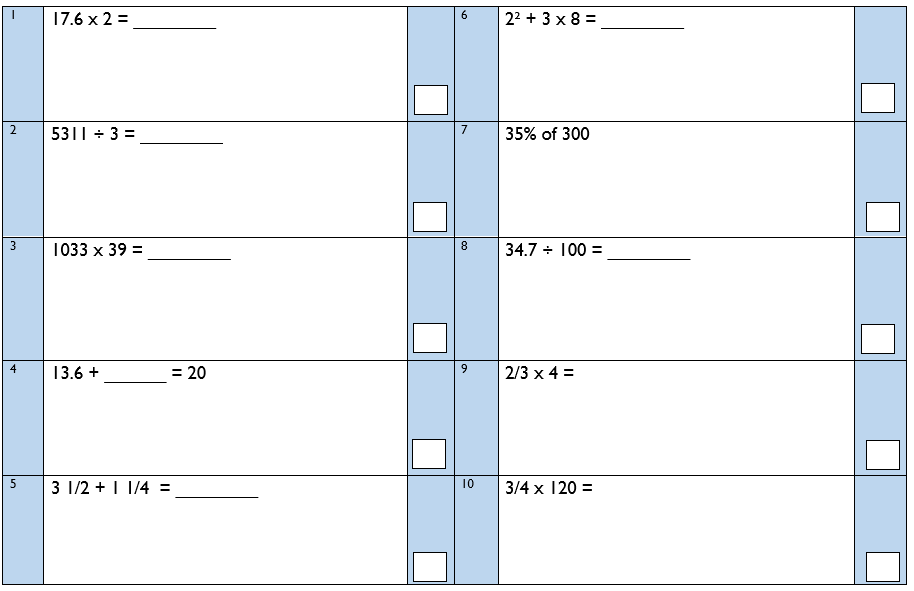 1
17.6 x 2 = _________
2
5311 ÷ 3 = _________
3
1033 x 39 = _________
4
13.6 + _______ = 20
5
3 1/2 + 1 1/4  = _________
6
2² + 3 x 8 = _________
7
35% of 300
8
34.7 ÷ 100 = _________
9
2/3 x 4 =
10
3/4 x 120 =